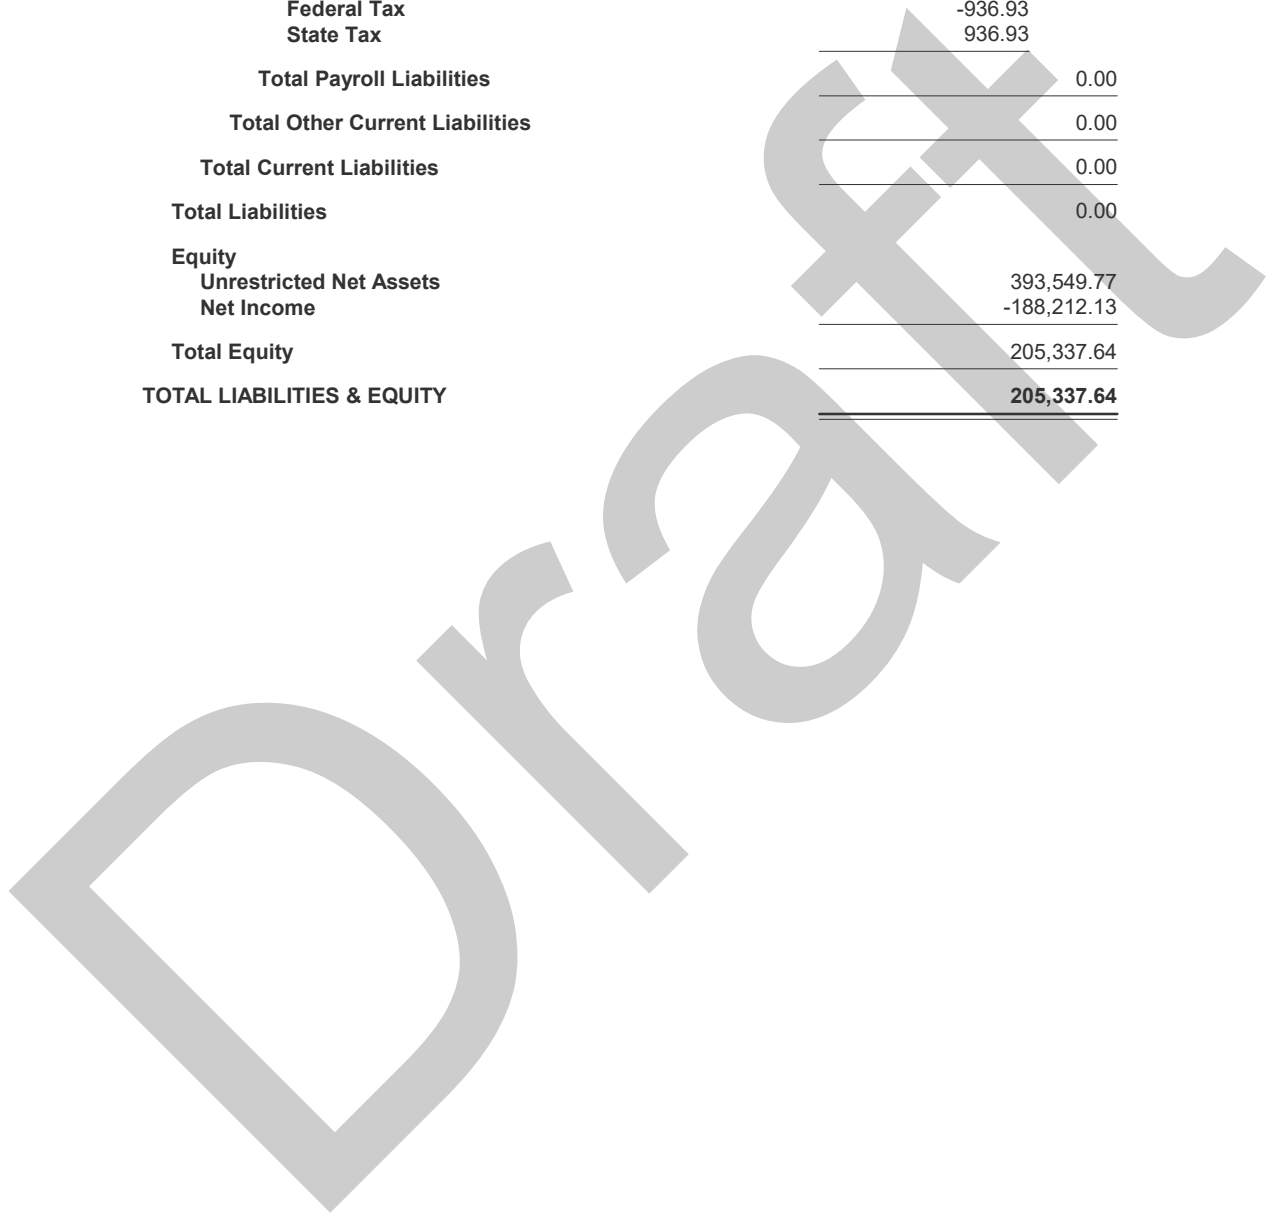 Federal Tax -936.93
State Tax 936.93
Total Payroll Liabilities 0.00
Total Other Current Liabilities 0.00
Total Current Liabilities 0.00
Total Liabilities 0.00
Equity
Unrestricted Net Assets 393,549.77
Net Income -188,212.13
Total Equity 205,337.64
TOTAL LIABILITIES & EQUITY 205,337.64
Draft